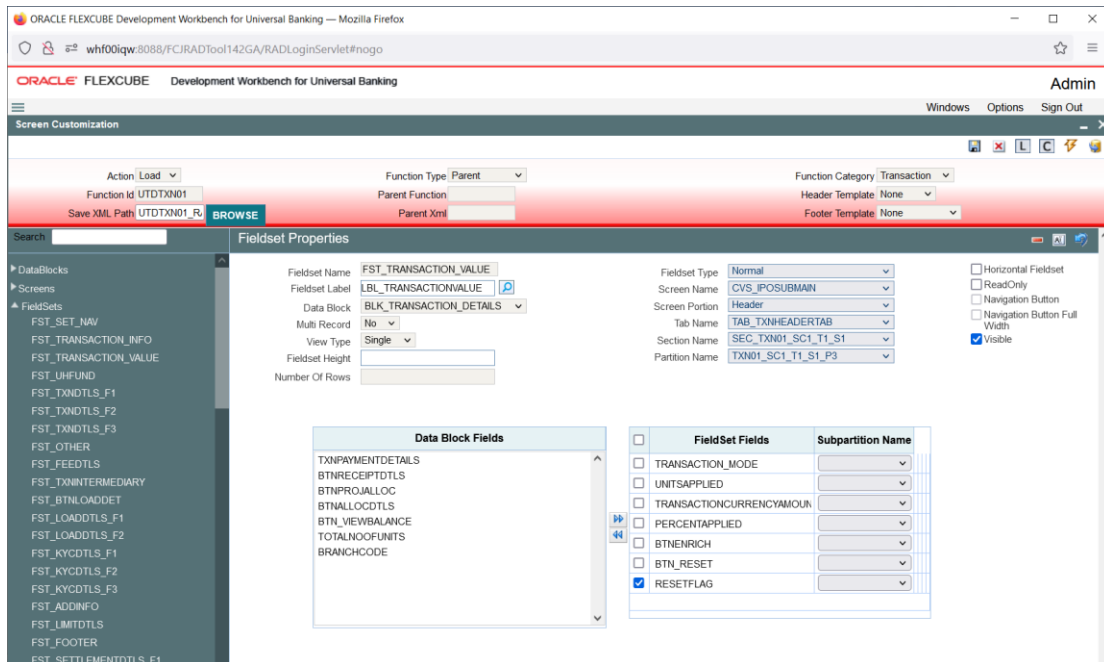 ORACLE FLEXCUBE Development Workbench for Universal Banking — Mozilla Firefox
whf00iqw:8088/FCJRADTool142GA/RADLoginServlet#nogo
ORACLE FLEXCUBE Development Workbench for Universal Banking
Admin
Windows Options Sign Out
Screen Customization
L C
Action Load Function Type Parent Function Category Transaction
Function Id UTDTXN01 Parent Function Header Template None
Save XML Path UTDTXN01_R BROWSE Parent Xml Footer Template None
Search
Fieldset Properties
DataBlocks
Screens
FieldSets
FST_SET_NAV
FST_TRANSACTION_INFO
FST_TRANSACTION_VALUE
FST_UHFUND
FST_TXNDTLS_F1
FST_TXNDTLS_F2
FST_TXNDTLS_F3
FST_OTHER
FST_FEEDTLS
FST_TXNINTERMEDIARY
FST_BTNLOADDET
FST_LOADDTLS_F1
FST_LOADDTLS_F2
FST_KYCDTLS_F1
FST_KYCDTLS_F2
FST_KYCDTLS_F3
FST_ADDINFO
FST_LIMITDTLS
FST_FOOTER
FST_SETTLEMENTDTLS_F1
Fieldset Name FST_TRANSACTION_VALUE
Fieldset Label LBL_TRANSACTIONVALUE
Data Block BLK_TRANSACTION_DETAILS
Multi Record No
View Type Single
Fieldset Height
Number Of Rows
Fieldset Type Normal
Screen Name CVS_IPOSUBMAIN
Screen Portion Header
Tab Name TAB_TXNHEADERTAB
Section Name SEC_TXN01_SC1_T1_S1
Partition Name TXN01_SC1_T1_S1_P3
Horizontal Fieldset
ReadOnly
Navigation Button
Navigation Button Full
Width
Visible
Data Block Fields
TXNPAYMENTDETAILS
BTNRECEIPTDTLS
BTNPROJALLOC
BTNALLOCDTLS
BTN_VIEWBALANCE
TOTALNOOFUNITS
BRANCHCODE
FieldSet Fields Subpartition Name
TRANSACTION_MODE
UNITSAPPLIED
TRANSACTIONCURRENCYAMOUN
PERCENTAPPLIED
BTNENRICH
BTN_RESET
RESETFLAG